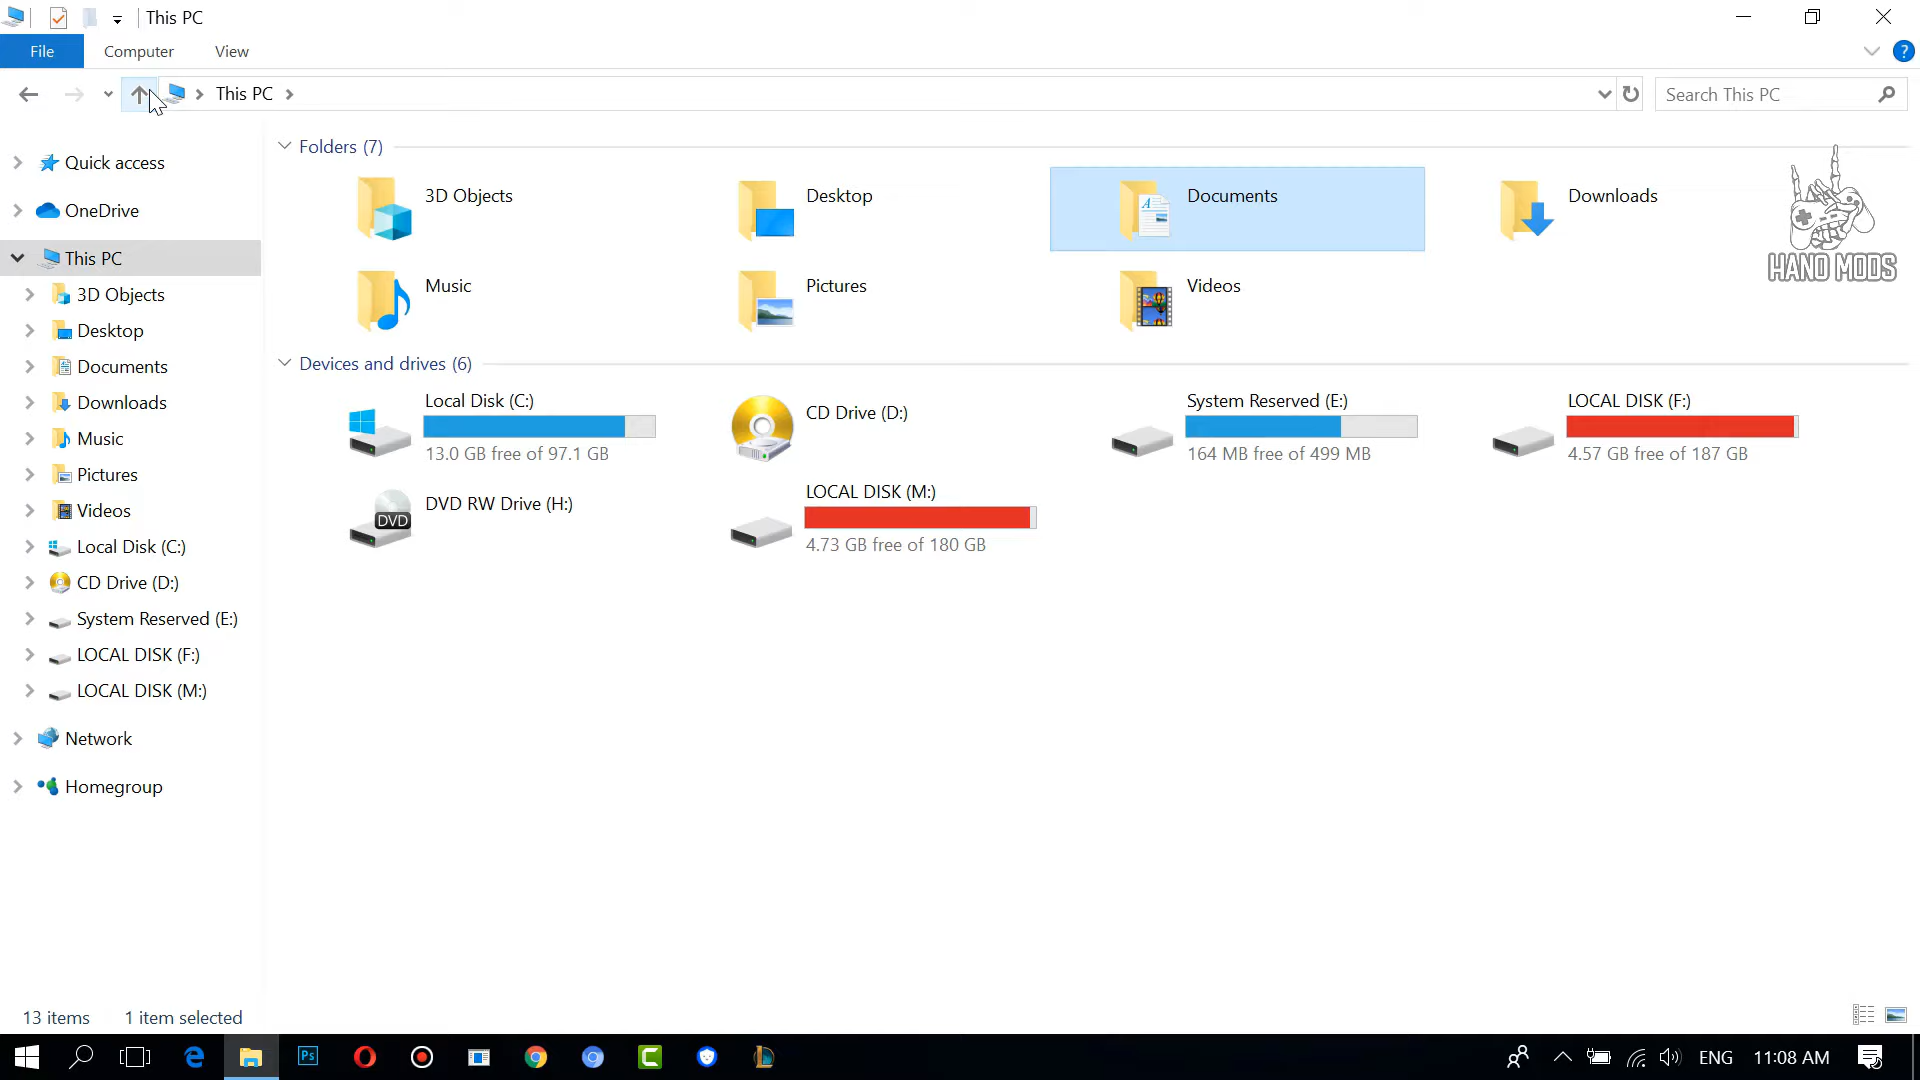 This PC
File Computer View
This PC
Search This PC
Quick access
OneDrive
This PC
3D Objects
Desktop
Documents
Downloads
Music
Pictures
Videos
Local Disk (C:)
CD Drive (D:)
System Reserved (E:)
LOCAL DISK (F:)
LOCAL DISK (M:)
Network
Homegroup
Folders (7)
3D Objects
Desktop
Documents
Downloads
Music
Pictures
Videos
HAND MODS
Devices and drives (6)
Local Disk (C:)
13.0 GB free of 97.1 GB
CD Drive (D:)
System Reserved (E:)
164 MB free of 499 MB
LOCAL DISK (F:)
4.57 GB free of 187 GB
DVD
DVD RW Drive (H:)
LOCAL DISK (M:)
4.73 GB free of 180 GB
13 items 1 item selected
Ps
ENG 11:08 AM